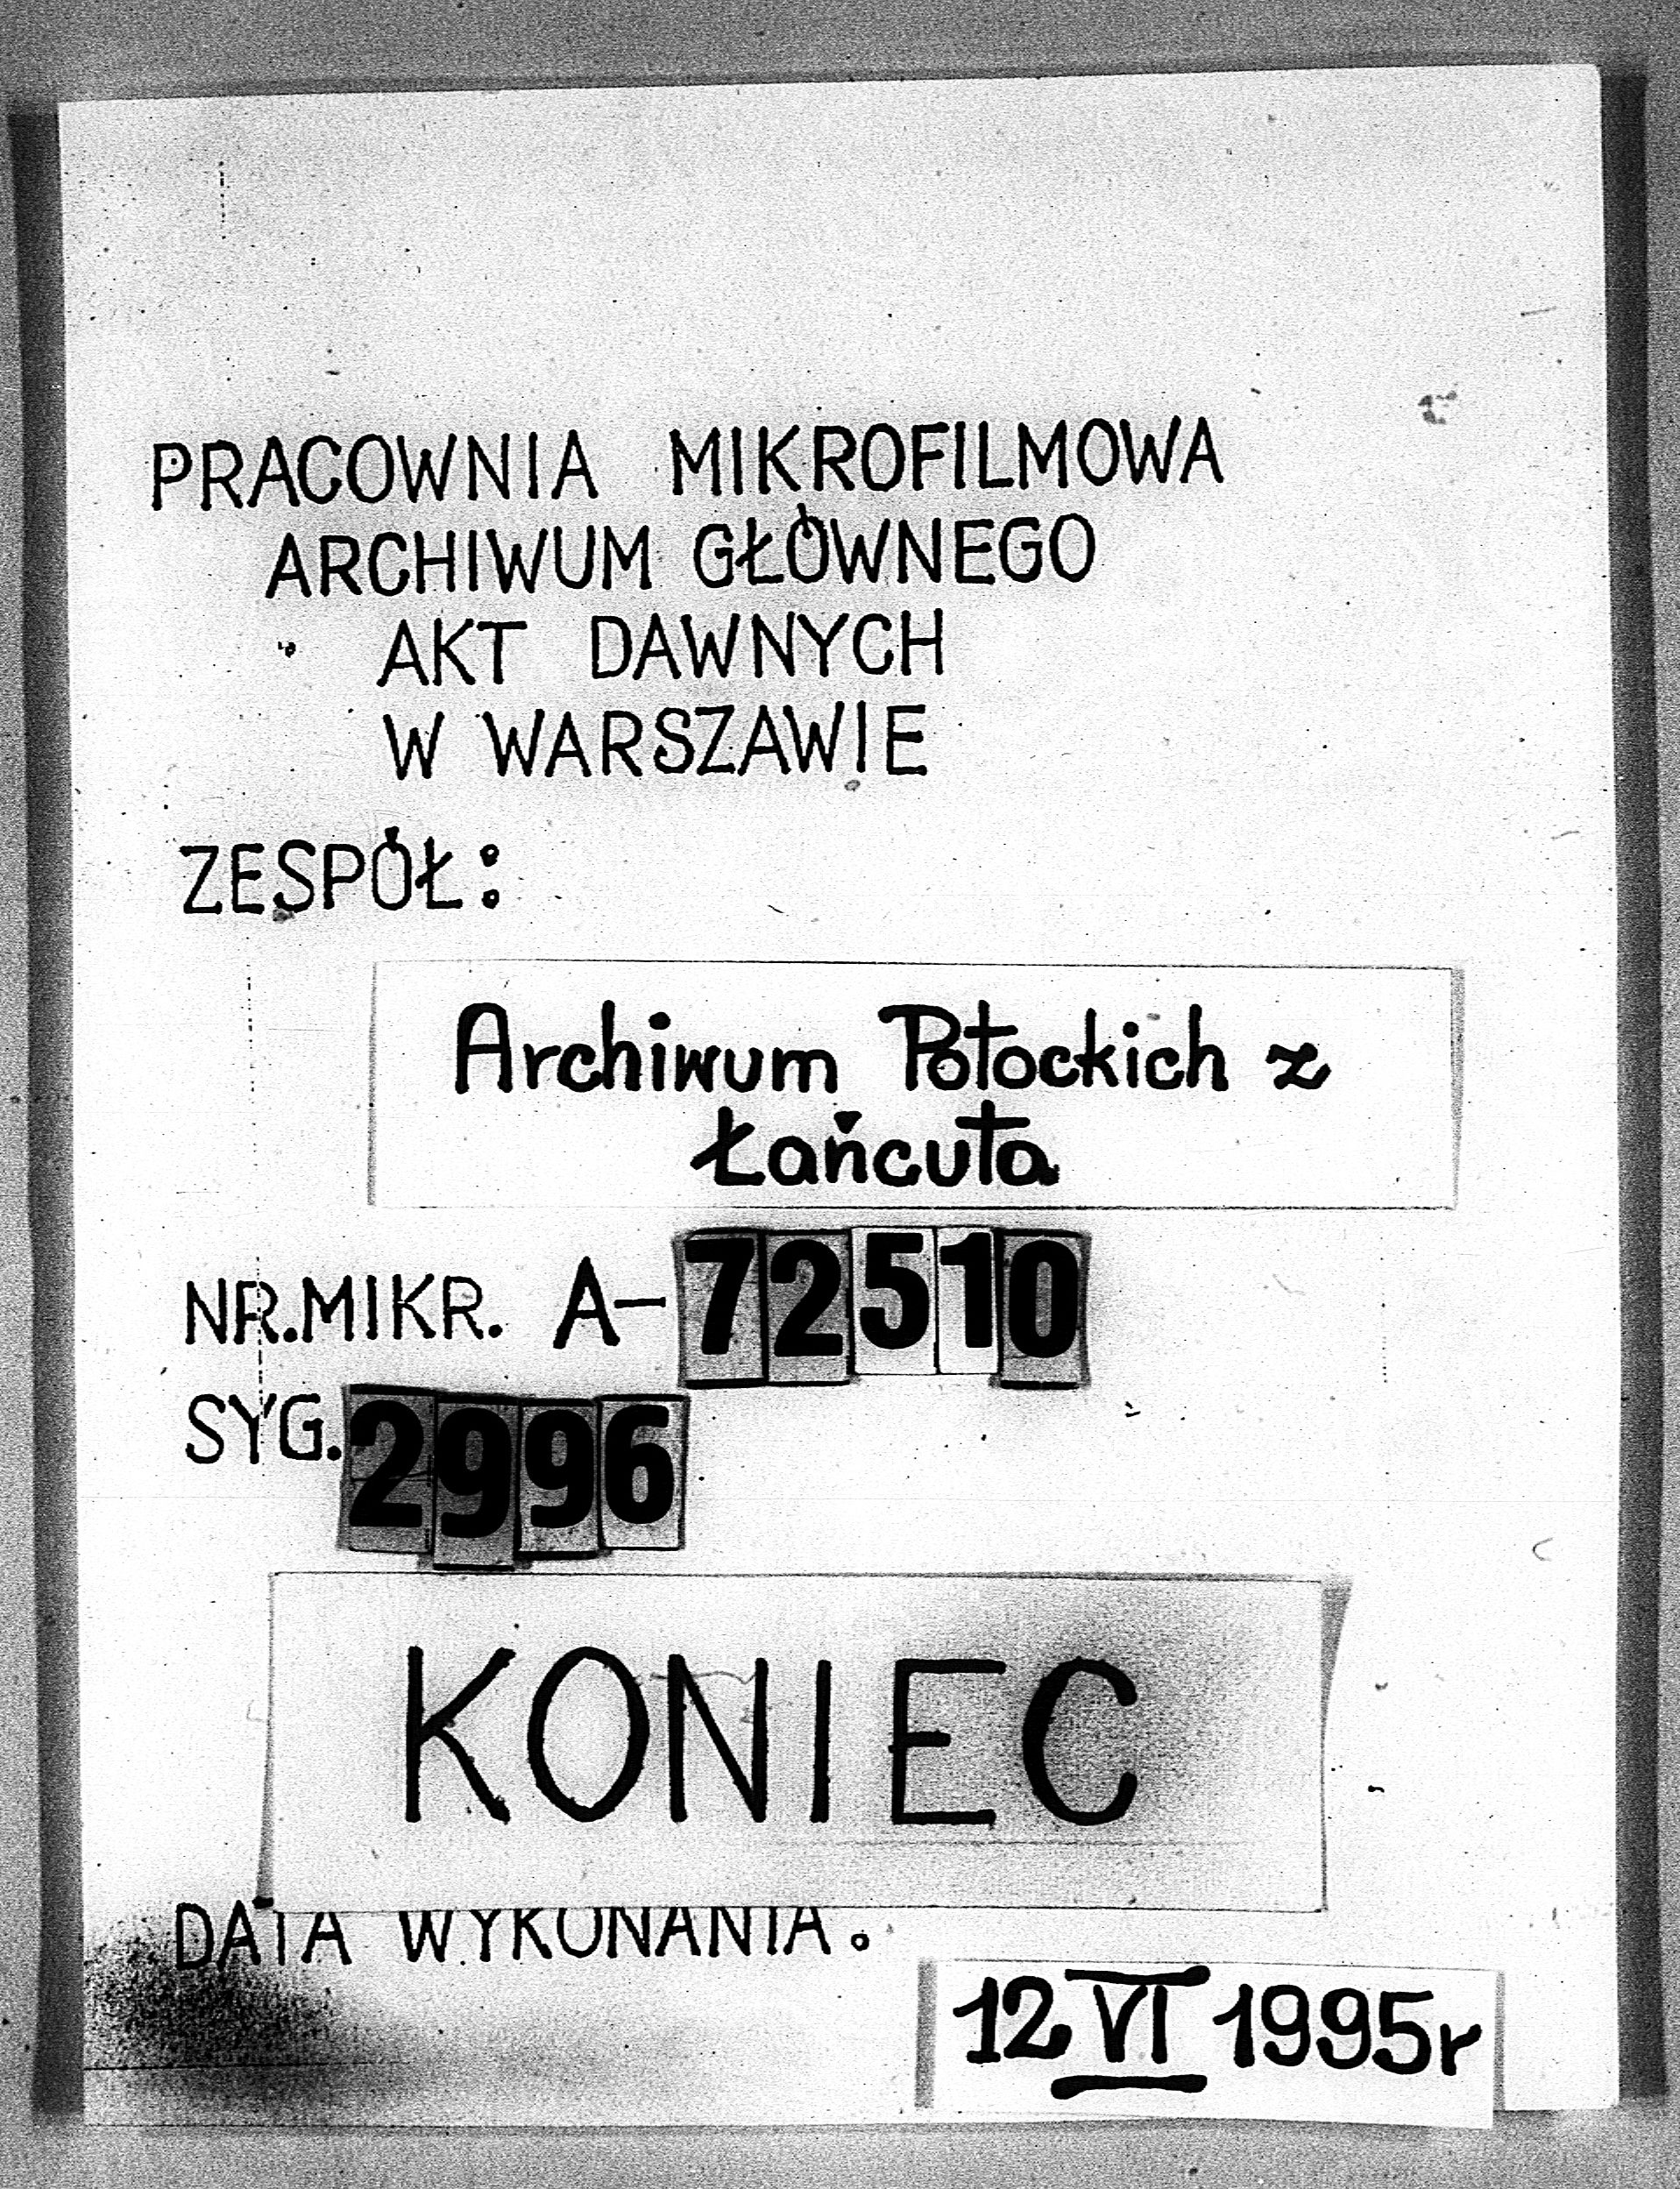 PRACOWNIA MIKROFILMOWA
ARCHIWUM GŁÓWNEGO
AKT DAWNYCH
W WARSZAWIE
ZESPÓŁ:
Archiwum Potockich z
Łańcuta
NR.MIKR. A-72510
SYG. 2996
KONIEC
DATA WYKONANIA.
12 VI 1995r